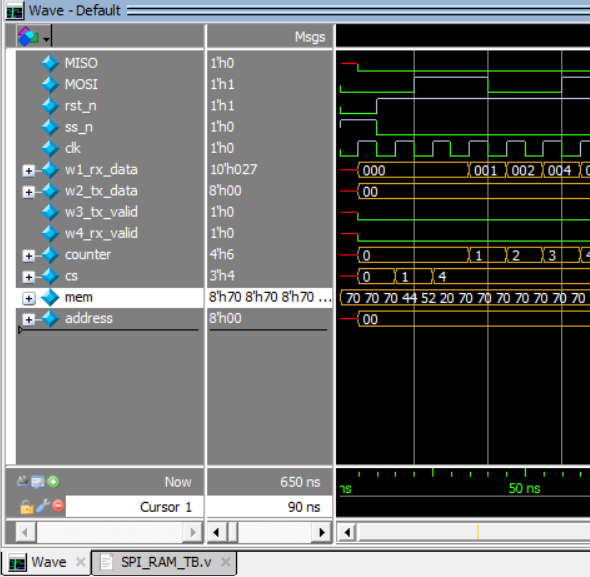 Wave - Default
Msgs
MISO 1'h0
MOSI 1'h1
rst_n 1'h1
ss_n 1'h0
clk 1'h0
w1_rx_data 10'h027 000 001 002 004
w2_tx_data 8'h00 00
w3_tx_valid 1'h0
w4_rx_valid 1'h0
counter 4'h6 0 1 2 3 4
cs 3'h4 0 1 4
mem 8'h70 8'h70 8'h70 ... 70 70 70 44 52 20 70 70 70 70 70 70 70
address 8'h00 00
Now 650 ns ns 50 ns
Cursor 1 90 ns
Wave SPI_RAM_TB.v